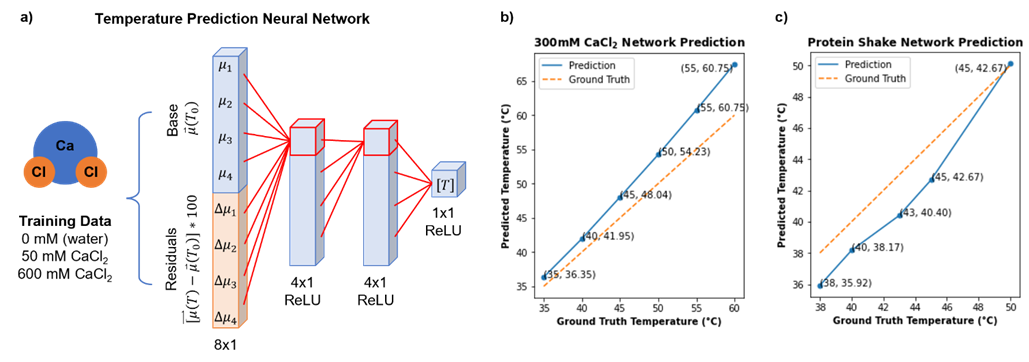 a)
Temperature Prediction Neural Network
Ca
Cl
Cl
Training Data
0 mM (water)
50 mM CaCl₂
600 mM CaCl₂
Base
μ⃗(T₀)
Residuals
[μ⃗(T) − μ⃗(T₀)] * 100
μ₁
μ₂
μ₃
μ₄
Δμ₁
Δμ₂
Δμ₃
Δμ₄
8x1
4x1
ReLU
4x1
ReLU
[T]
1x1
ReLU
b)
300mM CaCl₂ Network Prediction
Prediction
Ground Truth
Predicted Temperature (°C)
65
60
55
50
45
40
35
(55, 60.75)
(55, 60.75)
(50, 54.23)
(45, 48.04)
(40, 41.95)
(35, 36.35)
35
40
45
50
55
60
Ground Truth Temperature (°C)
c)
Protein Shake Network Prediction
Prediction
Ground Truth
Predicted Temperature (°C)
50
48
46
44
42
40
38
36
(45, 42.67)
(45, 42.67)
(43, 40.40)
(40, 38.17)
(38, 35.92)
38
40
42
44
46
48
50
Ground Truth Temperature (°C)